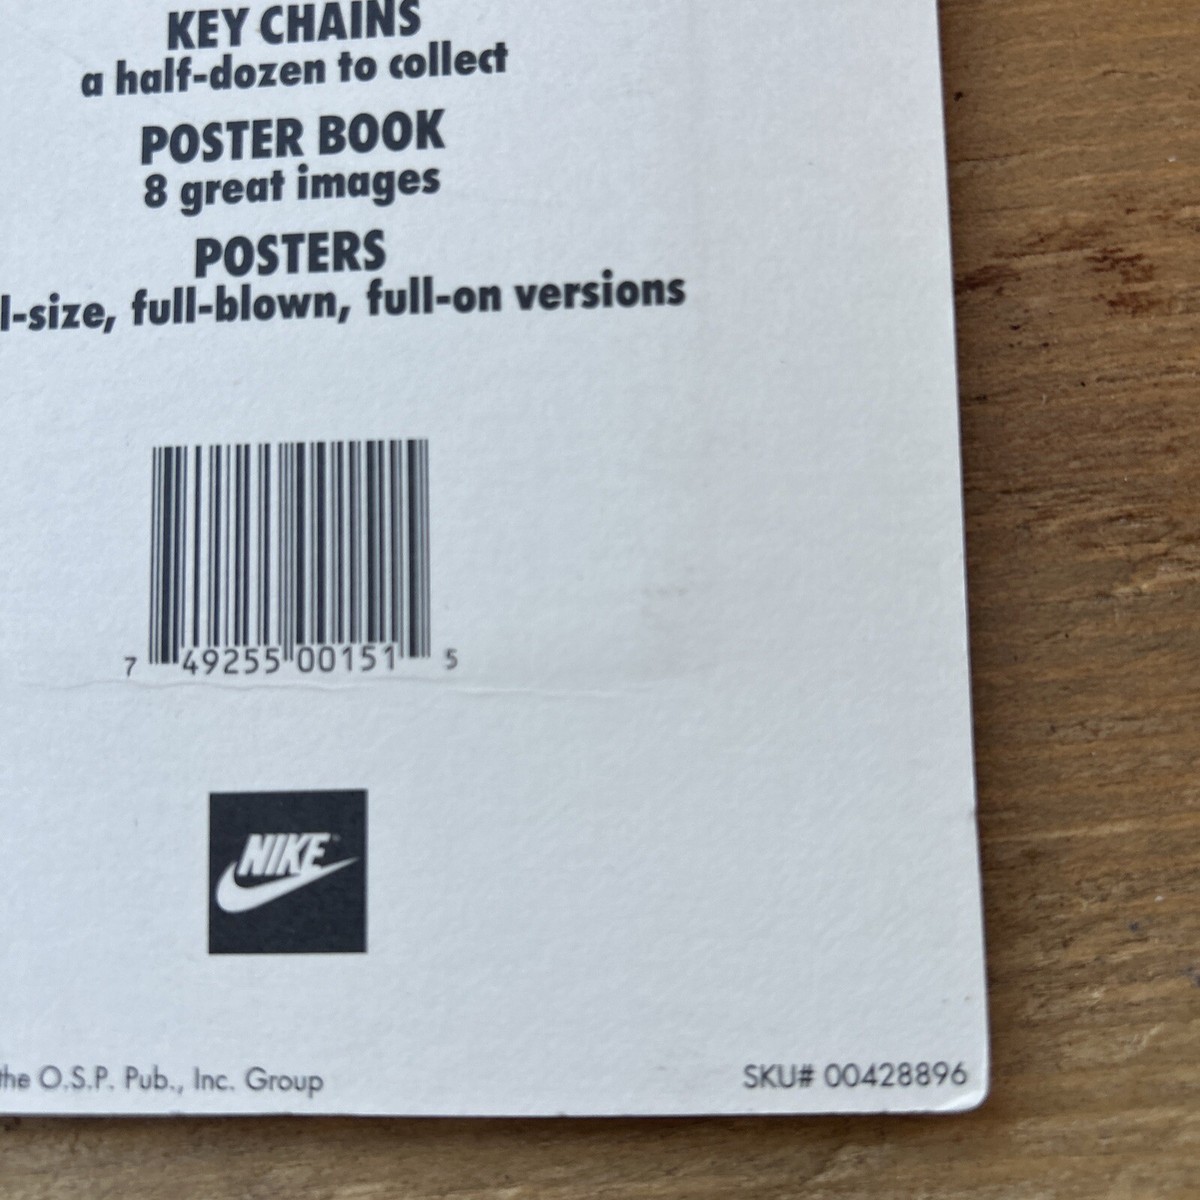 KEY CHAINS
a half-dozen to collect
POSTER BOOK
8 great images
POSTERS
l-size, full-blown, full-on versions
7 49255 00151 5
NIKE
the O.S.P. Pub., Inc. Group
SKU# 00428896